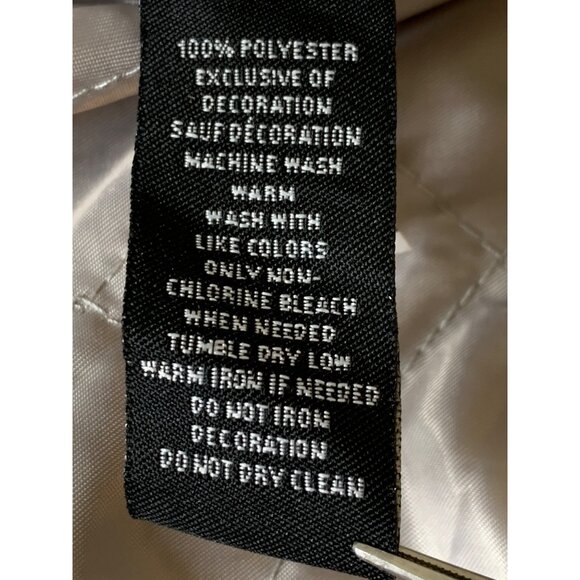 100% POLYESTER
EXCLUSIVE OF
DECORATION
SAUF DÉCORATION
MACHINE WASH
WARM
WASH WITH
LIKE COLORS
ONLY NON-
CHLORINE BLEACH
WHEN NEEDED
TUMBLE DRY LOW
WARM IRON IF NEEDED
DO NOT IRON
DECORATION
DO NOT DRY CLEAN